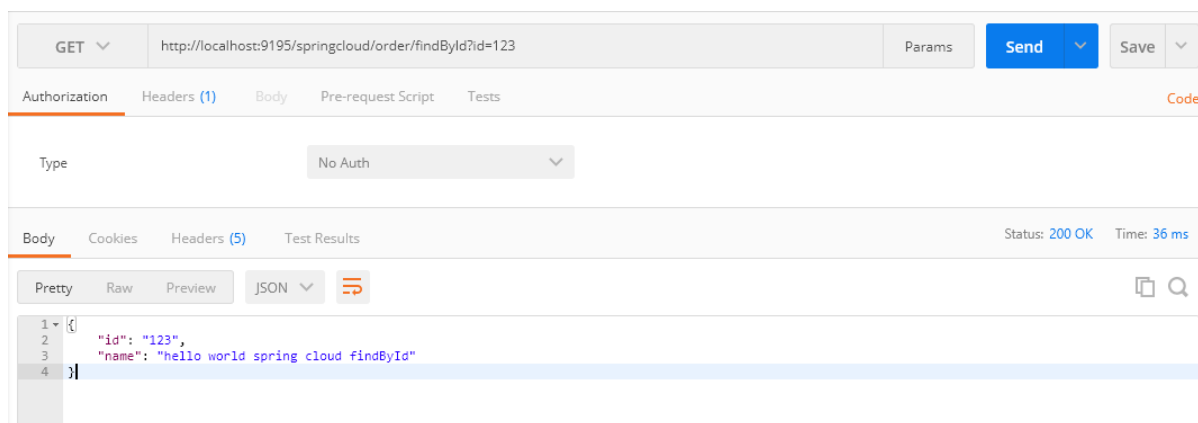 GET http://localhost:9195/springcloud/order/findById?id=123 Params Send Save
Authorization Headers (1) Body Pre-request Script Tests Code
Type No Auth
Body Cookies Headers (5) Test Results Status: 200 OK Time: 36 ms
Pretty Raw Preview JSON
1 {
2 "id": "123",
3 "name": "hello world spring cloud findById"
4 }